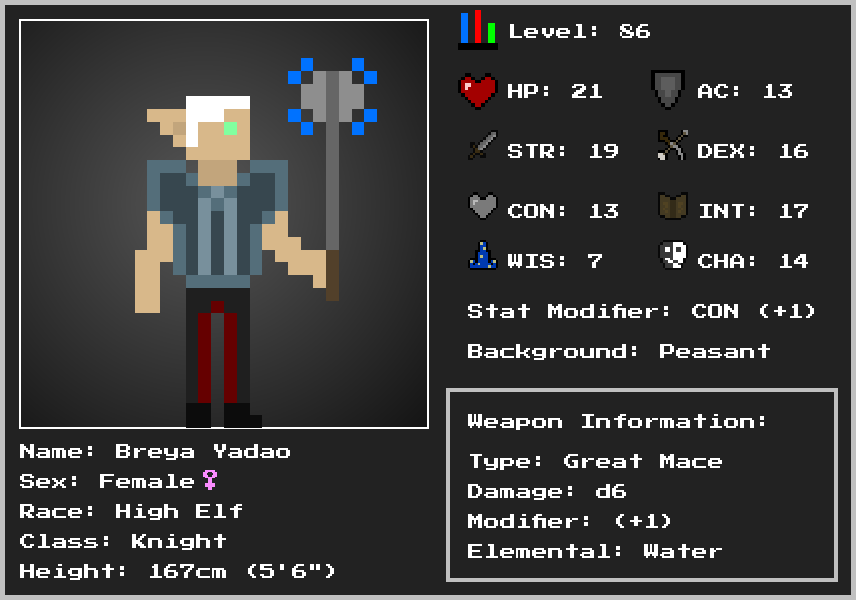 Level: 86
HP: 21 AC: 13
STR: 19 DEX: 16
CON: 13 INT: 17
WIS: 7 CHA: 14
Stat Modifier: CON (+1)
Background: Peasant
Weapon Information:
Type: Great Mace
Damage: d6
Modifier: (+1)
Elemental: Water
Name: Breya Yadao
Sex: Female♀
Race: High Elf
Class: Knight
Height: 167cm (5'6")